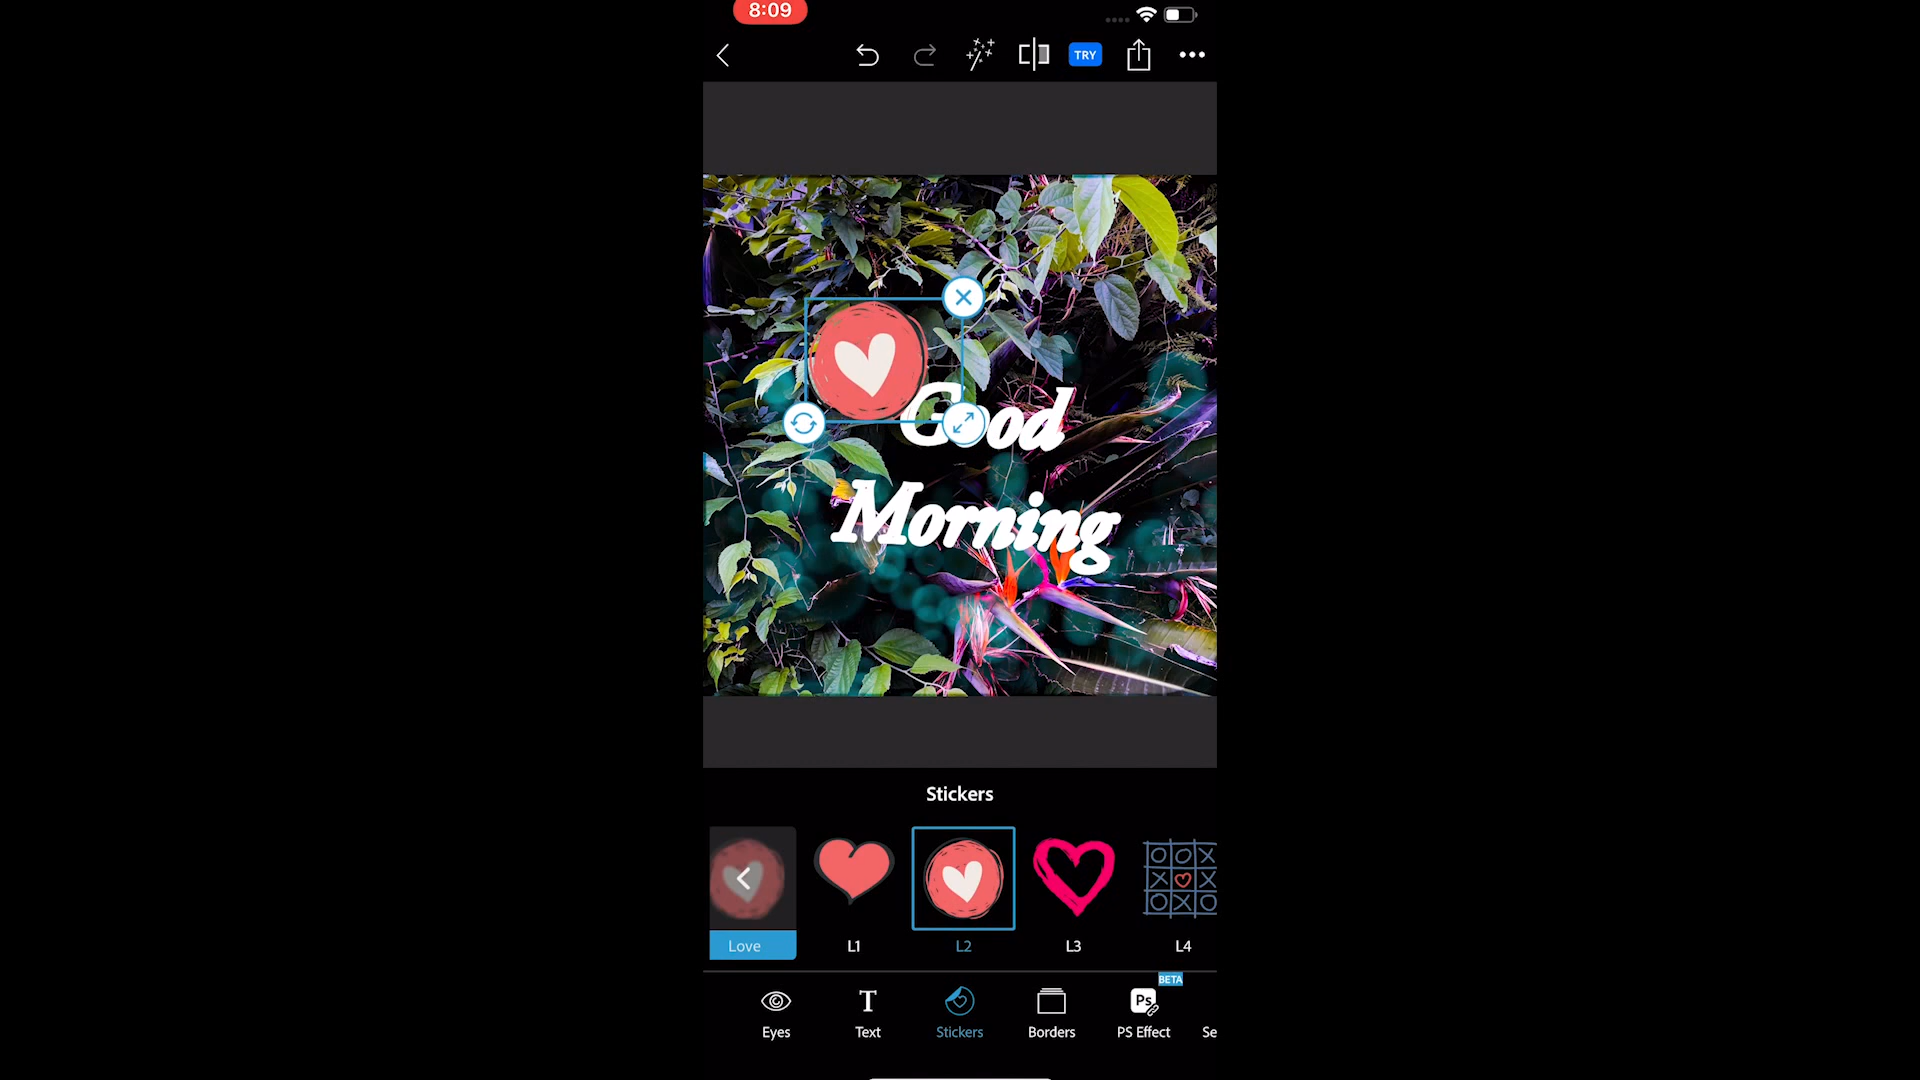 8:09
TRY
Good
Morning
Stickers
Love
L1
L2
L3
L4
BETA
Ps
Eyes
Text
Stickers
Borders
PS Effect
Se